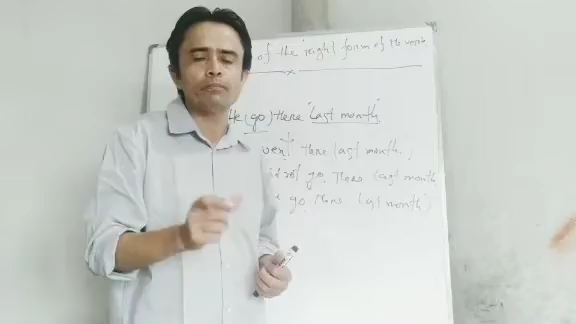 of the right form of the verb
He (go) there "last month"
went there last month.
did not go there last month
go there last month